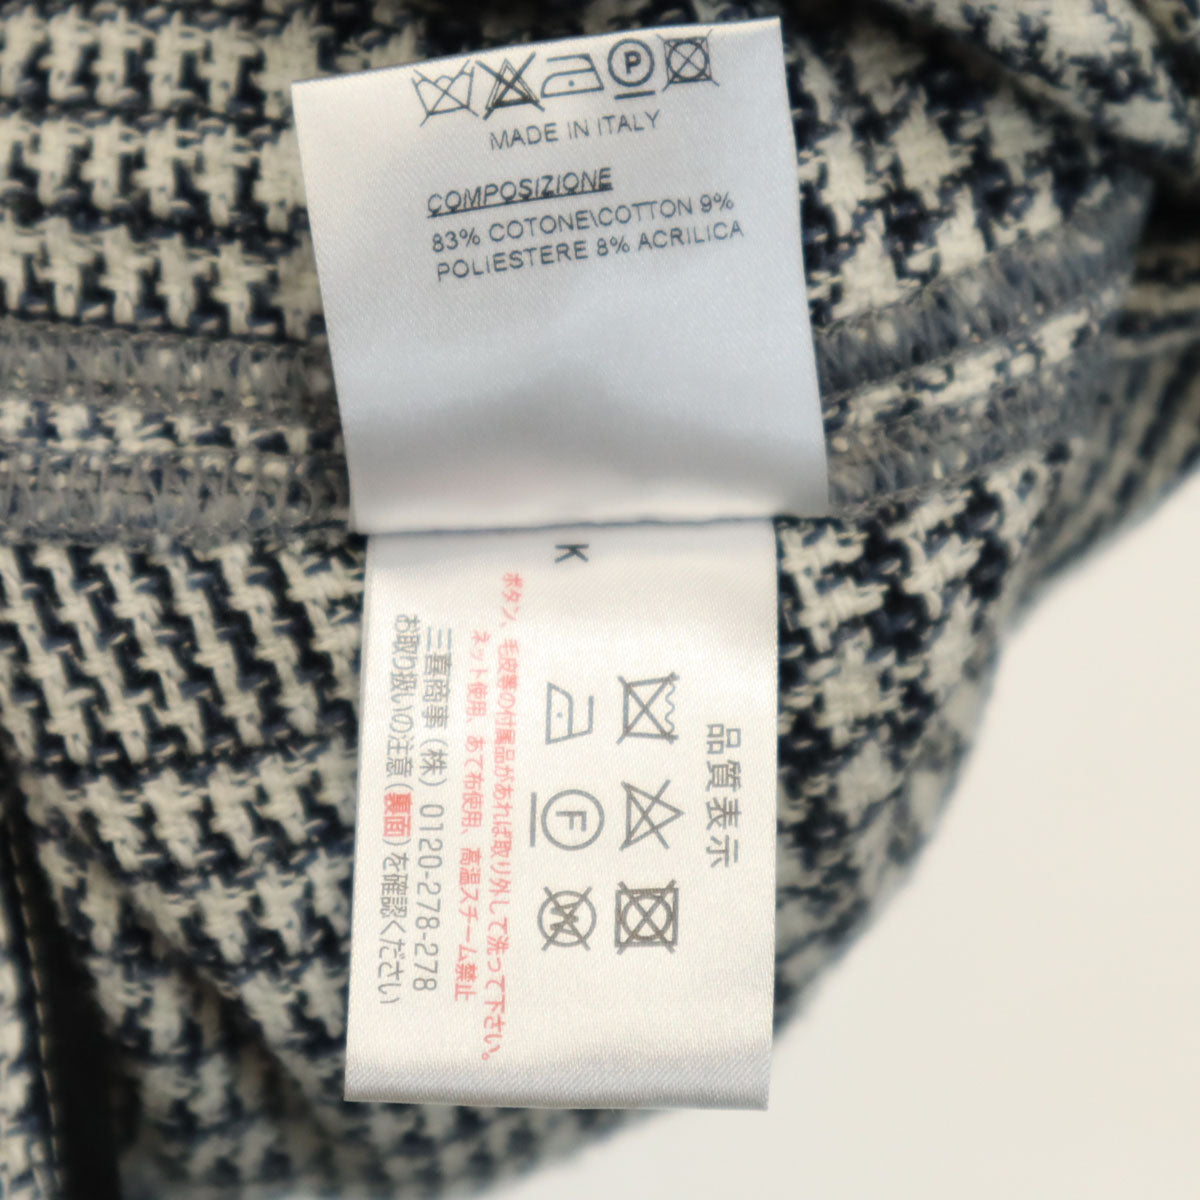 P
MADE IN ITALY
COMPOSIZIONE
83% COTONE\COTTON 9%
POLIESTERE 8% ACRILICA
K
品質表示
F
W
ボタン、毛皮等の付属品があれば取り外して洗って下さい。
ネット使用、あて布使用、高温スチーム禁止
三喜商事(株) 0120-278-278
お取り扱いの注意(裏面)を確認ください